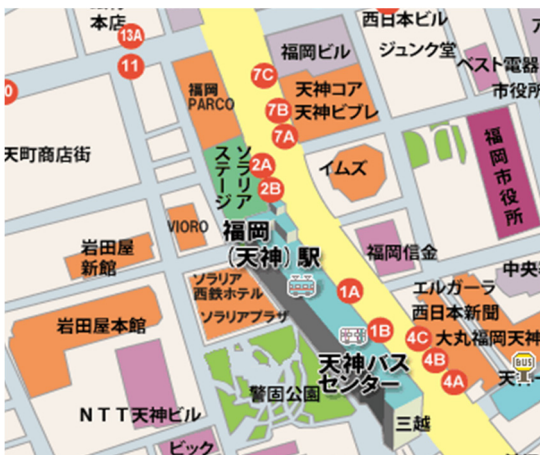 本店
13A
11
西日本ビル
福岡ビル
ジュンク堂
7C
ベスト電器
福岡
PARCO
天神コア
天神ビブレ
市役所
7B
7A
天町商店街
ソラリア
ステージ
2A
2B
イムズ
福岡市役所
VIORO
福岡
(天神)駅
岩田屋
新館
福岡信金
中央
ソラリア
西鉄ホテル
1A
エルガーラ
西日本新聞
岩田屋本館
ソラリアプラザ
1B
4C
大丸福岡天神
天神バス
センター
4B
BUS
4A
警固公園
NTT天神ビル
三越
ビック